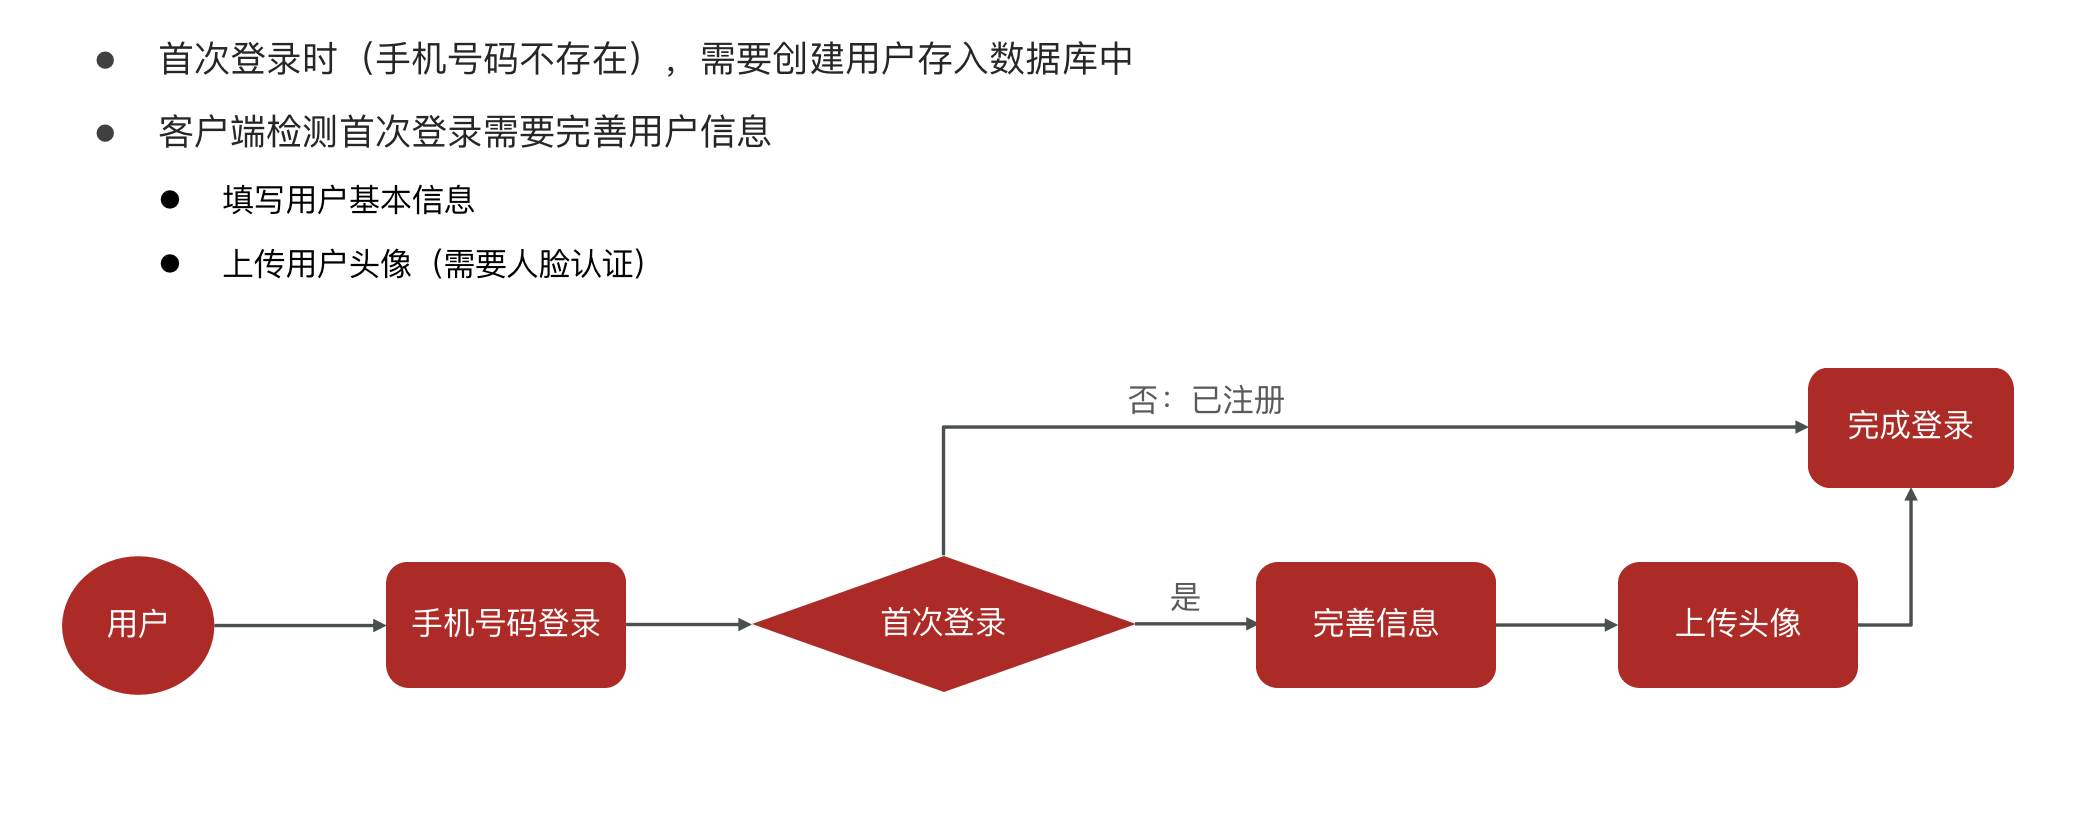 首次登录时（手机号码不存在），需要创建用户存入数据库中
客户端检测首次登录需要完善用户信息
填写用户基本信息
上传用户头像（需要人脸认证）
否：已注册
完成登录
用户
手机号码登录
首次登录
是
完善信息
上传头像